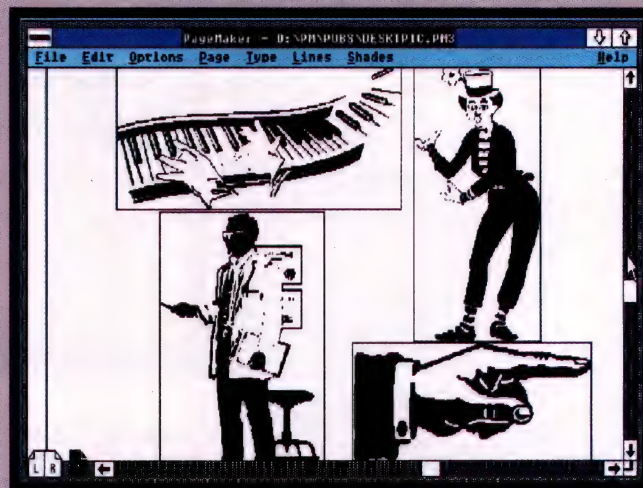 PageMaker - D:\PM\PUBS\DESKTPIC.PM3
File Edit Options Page Type Lines Shades Help
L R